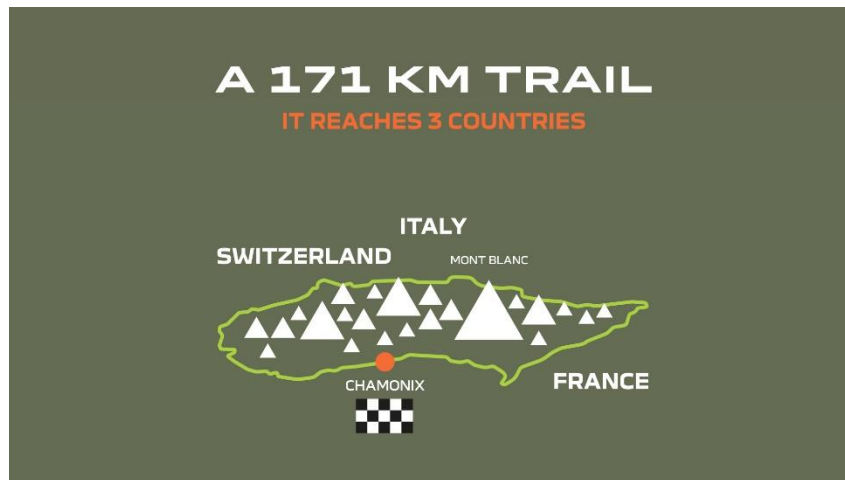 A 171 KM TRAIL
IT REACHES 3 COUNTRIES
ITALY
SWITZERLAND
MONT BLANC
FRANCE
CHAMONIX